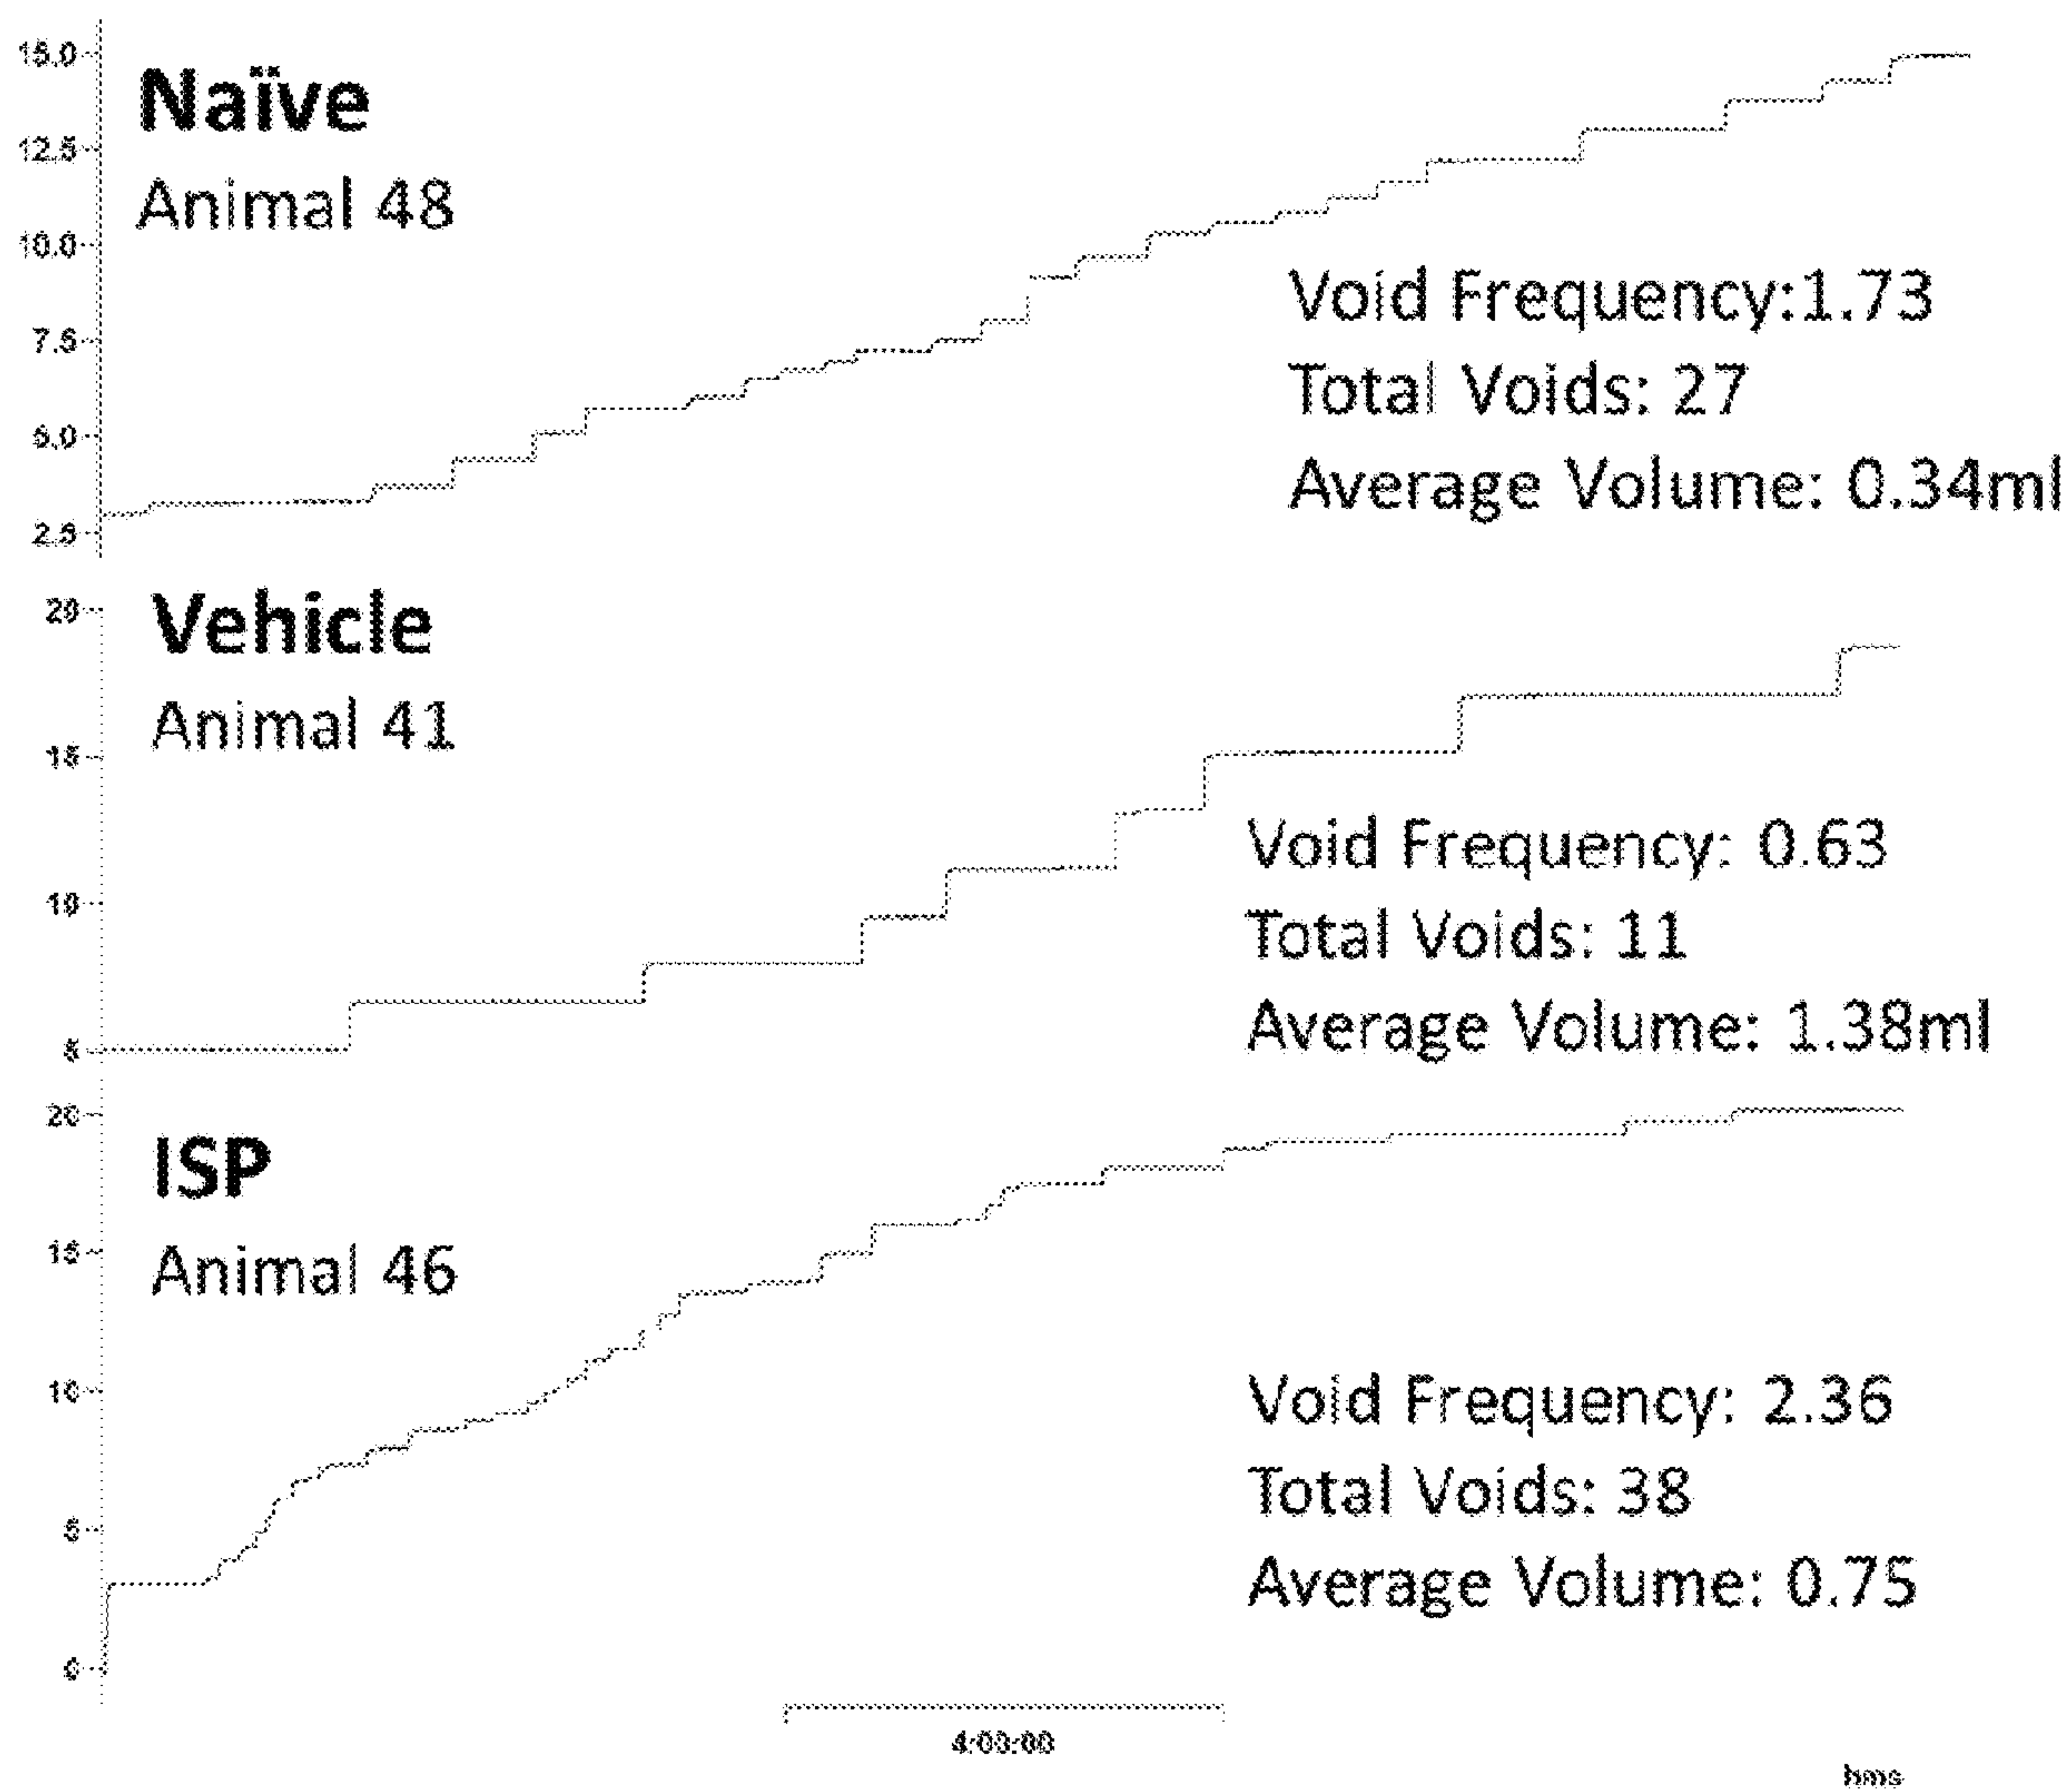 15.0
Naïve
12.5
Animal 48
10.0
Void Frequency:1.73
7.5
Total Voids: 27
5.0
Average Volume: 0.34ml
2.5
20
Vehicle
Animal 41
15
Void Frequency: 0.63
10
Total Voids: 11
Average Volume: 1.38ml
5
20
ISP
15
Animal 46
10
Void Frequency: 2.36
Total Voids: 38
5
Average Volume: 0.75
0
4:00:00
hms